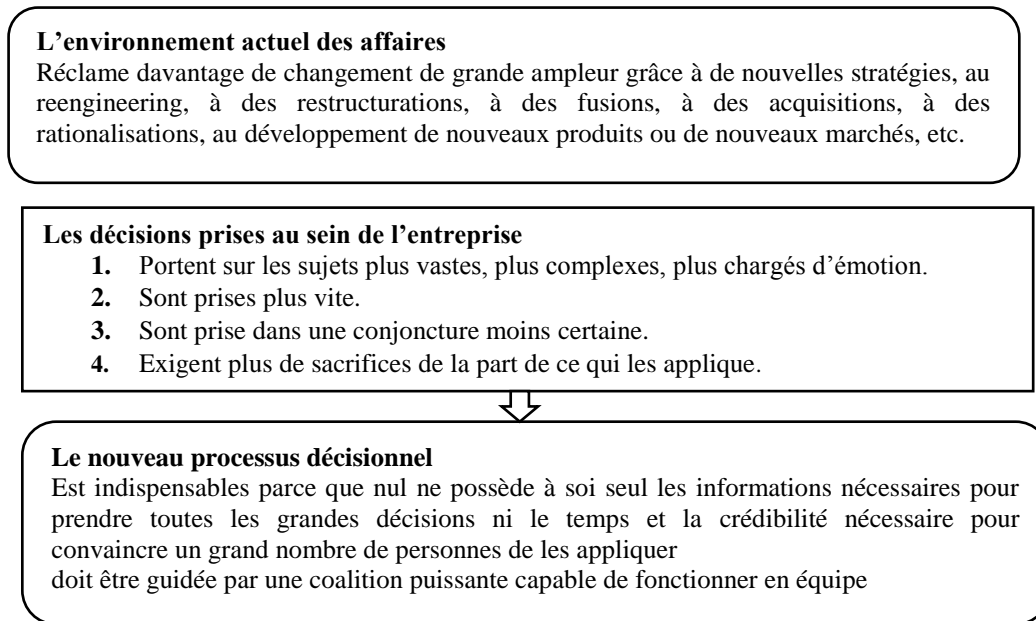 L’environnement actuel des affaires
Réclame davantage de changement de grande ampleur grâce à de nouvelles stratégies, au
reengineering, à des restructurations, à des fusions, à des acquisitions, à des
rationalisations, au développement de nouveaux produits ou de nouveaux marchés, etc.
Les décisions prises au sein de l’entreprise
1. Portent sur les sujets plus vastes, plus complexes, plus chargés d’émotion.
2. Sont prises plus vite.
3. Sont prise dans une conjoncture moins certaine.
4. Exigent plus de sacrifices de la part de ce qui les applique.
Le nouveau processus décisionnel
Est indispensables parce que nul ne possède à soi seul les informations nécessaires pour
prendre toutes les grandes décisions ni le temps et la crédibilité nécessaire pour
convaincre un grand nombre de personnes de les appliquer
doit être guidée par une coalition puissante capable de fonctionner en équipe